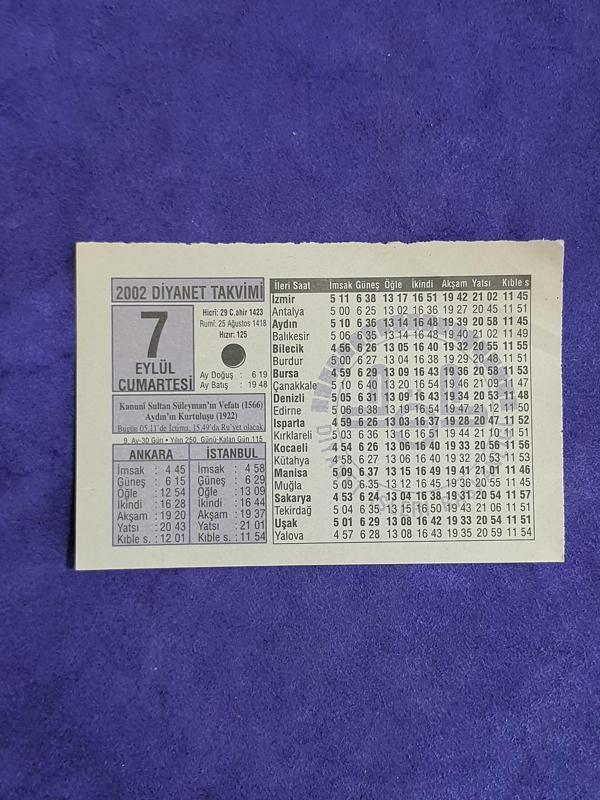 2002 DİYANET TAKVİMİ
7
EYLÜL
CUMARTESİ
Hicrî: 29 C.ahir 1423
Rumî: 25 Ağustos 1418
Hızır: 125
Ay Doğuş : 6 19
Ay Batış : 19 48
Kanunî Sultan Süleyman'ın Vefatı (1566)
Aydın'ın Kurtuluşu (1922)
Bugün 05.11'de İctima, 15.49'da Ru'yet olacak.
9. Ay-30 Gün • Yılın 250. Günü-Kalan Gün 115
ANKARA
İmsak : 4 45
Güneş : 6 15
Öğle : 12 54
İkindi : 16 28
Akşam : 19 20
Yatsı : 20 43
Kıble s. : 12 01
İSTANBUL
İmsak : 4 58
Güneş : 6 29
Öğle : 13 09
İkindi : 16 44
Akşam : 19 37
Yatsı : 21 01
Kıble s. : 11 54
İleri Saat İmsak Güneş Öğle İkindi Akşam Yatsı Kıble s
İzmir 5 11 6 38 13 17 16 51 19 42 21 02 11 45
Antalya 5 00 6 25 13 02 16 36 19 27 20 45 11 51
Aydın 5 10 6 36 13 14 16 48 19 39 20 58 11 45
Balıkesir 5 06 6 35 13 14 16 48 19 40 21 02 11 49
Bilecik 4 56 6 26 13 05 16 40 19 32 20 55 11 55
Burdur 5 00 6 27 13 04 16 38 19 29 20 48 11 51
Bursa 4 59 6 29 13 09 16 43 19 36 20 58 11 53
Çanakkale 5 10 6 40 13 20 16 54 19 46 21 09 11 47
Denizli 5 05 6 31 13 09 16 43 19 34 20 53 11 48
Edirne 5 06 6 38 13 19 16 54 19 47 21 12 11 50
Isparta 4 59 6 26 13 03 16 37 19 28 20 47 11 52
Kırklareli 5 03 6 36 13 16 16 51 19 44 21 10 11 51
Kocaeli 4 54 6 26 13 05 16 40 19 33 20 56 11 56
Kütahya 4 58 6 27 13 06 16 40 19 32 20 53 11 53
Manisa 5 09 6 37 13 15 16 49 19 41 21 01 11 46
Muğla 5 09 6 35 13 12 16 45 19 36 20 55 11 45
Sakarya 4 53 6 24 13 04 16 38 19 31 20 54 11 57
Tekirdağ 5 04 6 35 13 15 16 50 19 43 21 06 11 51
Uşak 5 01 6 29 13 08 16 42 19 33 20 54 11 51
Yalova 4 57 6 28 13 08 16 42 19 35 20 59 11 54